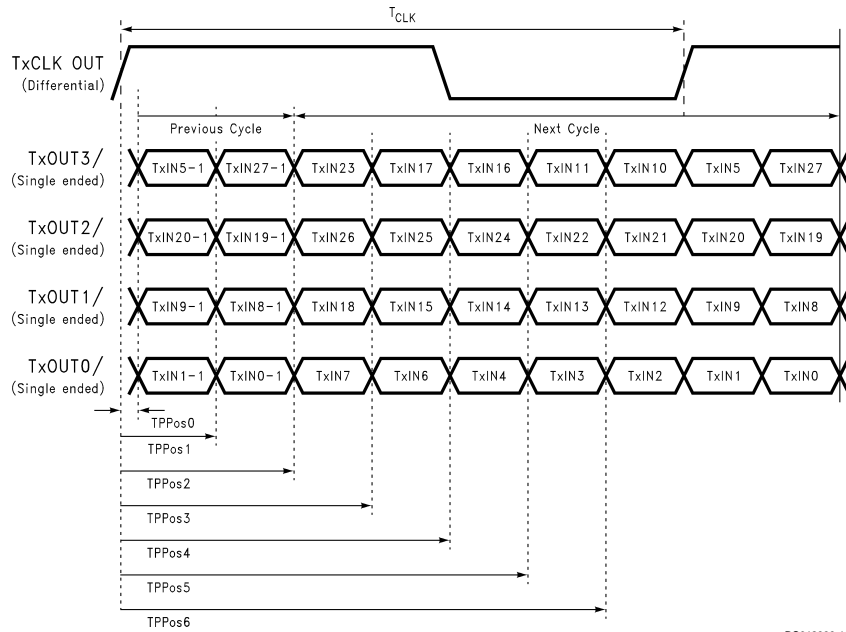 TCLK
TxCLK OUT
(Differential)
Previous Cycle
Next Cycle
TxOUT3/
(Single ended)
TxIN5-1 TxIN27-1 TxIN23 TxIN17 TxIN16 TxIN11 TxIN10 TxIN5 TxIN27
TxOUT2/
(Single ended)
TxIN20-1 TxIN19-1 TxIN26 TxIN25 TxIN24 TxIN22 TxIN21 TxIN20 TxIN19
TxOUT1/
(Single ended)
TxIN9-1 TxIN8-1 TxIN18 TxIN15 TxIN14 TxIN13 TxIN12 TxIN9 TxIN8
TxOUT0/
(Single ended)
TxIN1-1 TxIN0-1 TxIN7 TxIN6 TxIN4 TxIN3 TxIN2 TxIN1 TxIN0
TPPos0
TPPos1
TPPos2
TPPos3
TPPos4
TPPos5
TPPos6